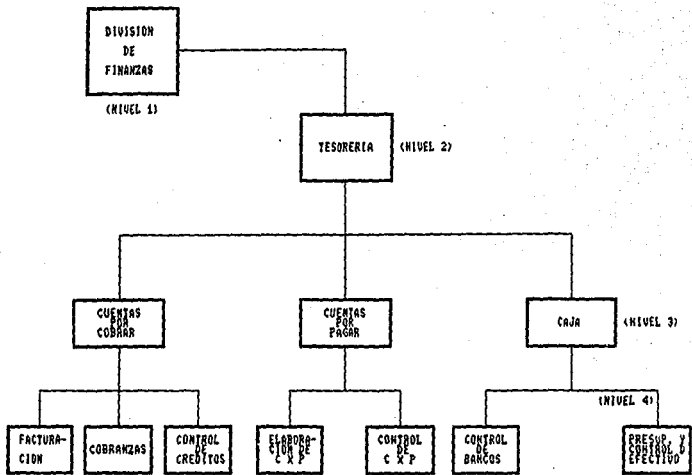 DIVISION
DE
FINANZAS
(NIVEL 1)
TESORERIA
(NIVEL 2)
CUENTAS
POR
COBRAR
CUENTAS
POR
PAGAR
CAJA
(NIVEL 3)
(NIVEL 4)
FACTURA-
CION
COBRANZAS
CONTROL
DE
CREDITOS
ELABORA-
CION DE
C X P
CONTROL
DE
C X P
CONTROL
DE
BANCOS
PRESUP. Y
CONTROL D
EFECTIVO